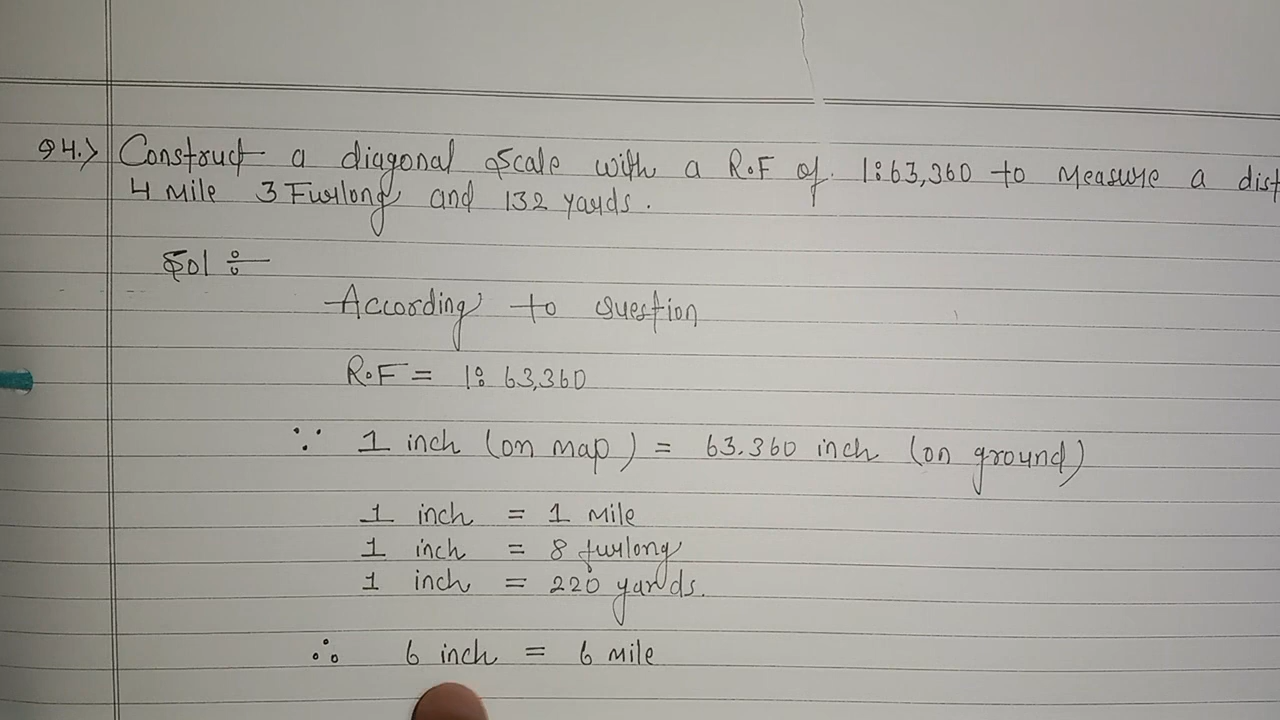 Q4.) Construct a diagonal Scale with a R.F of. 1:63,360 to Measure a dist
4 Mile 3 Furlong and 132 yards.
Sol ÷
According to question
R.F = 1: 63,360
∵ 1 inch (on map) = 63.360 inch (on ground)
1 inch = 1 Mile
1 inch = 8 furlong
1 inch = 220 yards.
∴ 6 inch = 6 mile